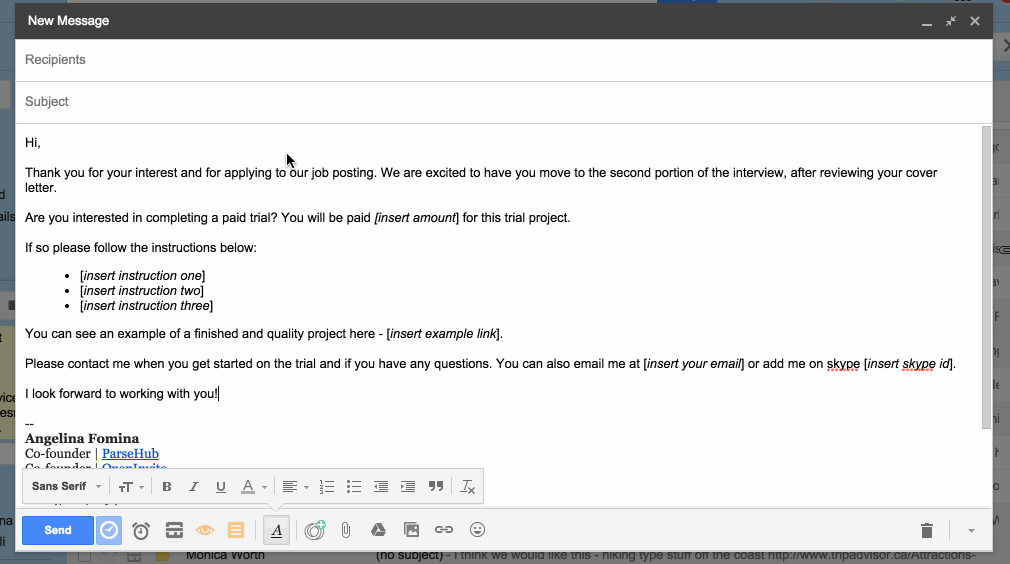 New Message
Recipients
Subject
Hi,
Thank you for your interest and for applying to our job posting. We are excited to have you move to the second portion of the interview, after reviewing your cover
letter.
Are you interested in completing a paid trial? You will be paid [insert amount] for this trial project.
If so please follow the instructions below:
• [insert instruction one]
• [insert instruction two]
• [insert instruction three]
You can see an example of a finished and quality project here - [insert example link].
Please contact me when you get started on the trial and if you have any questions. You can also email me at [insert your email] or add me on skype [insert skype id].
I look forward to working with you!
--
Angelina Fomina
Co-founder | ParseHub
Co-founder | OpenInvite
Sans Serif
Send
Monica Worth (no subject) - I think we would like this - hiking type stuff off the coast http://www.tripadvisor.ca/Attractions-